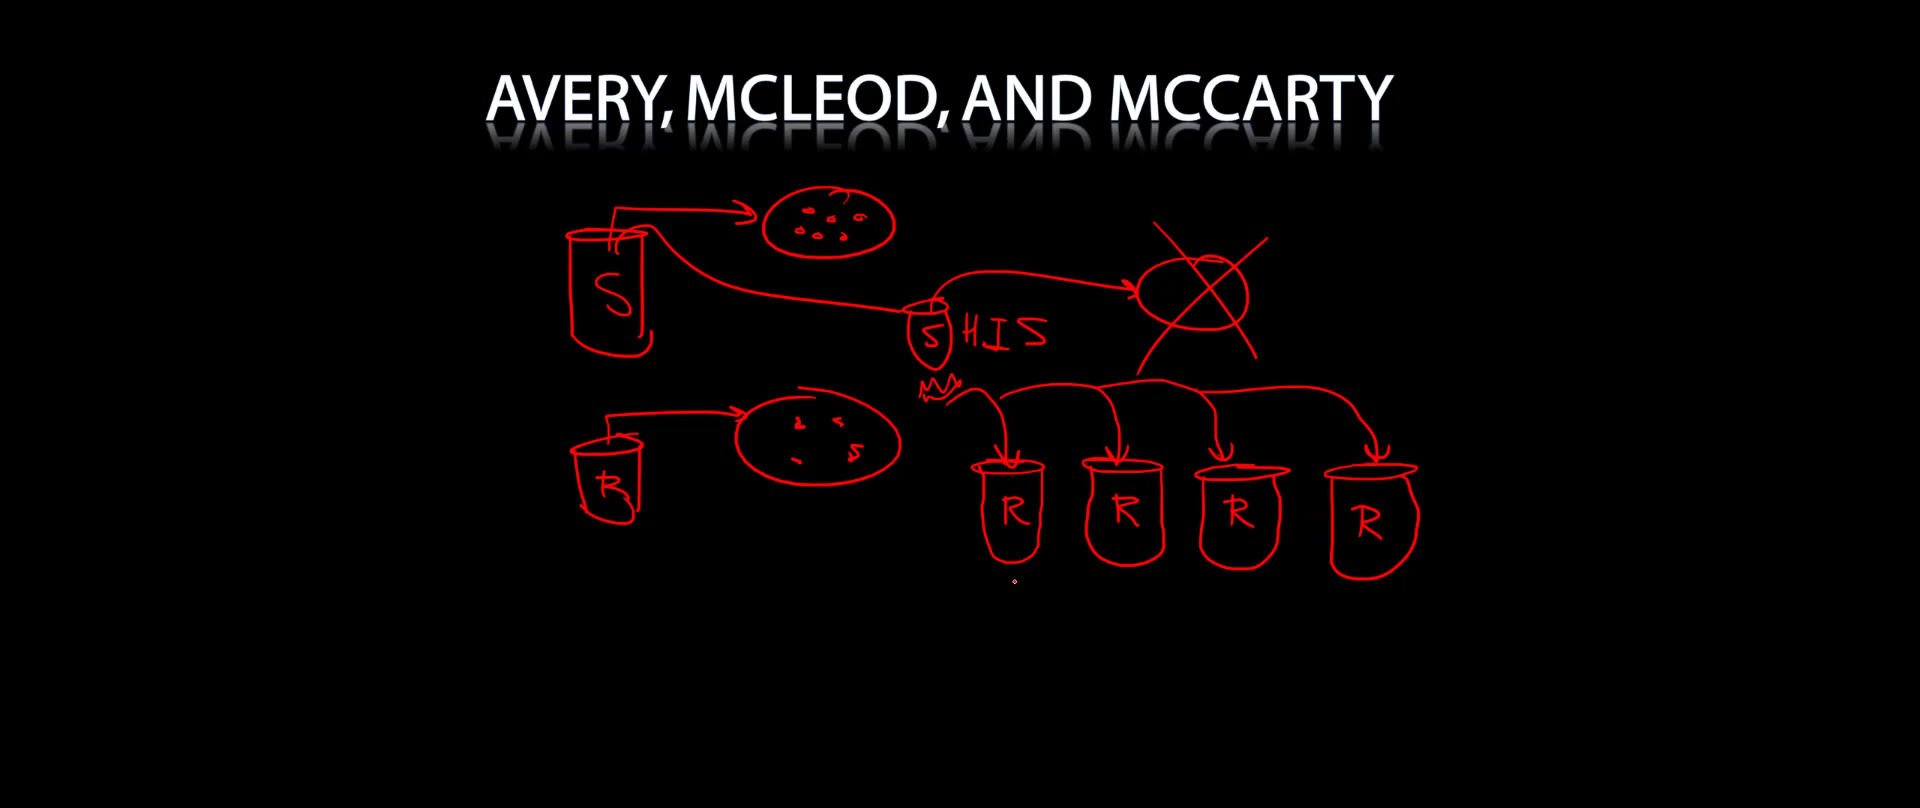 AVERY, MCLEOD, AND MCCARTY
S
S HIS
R
R R R R